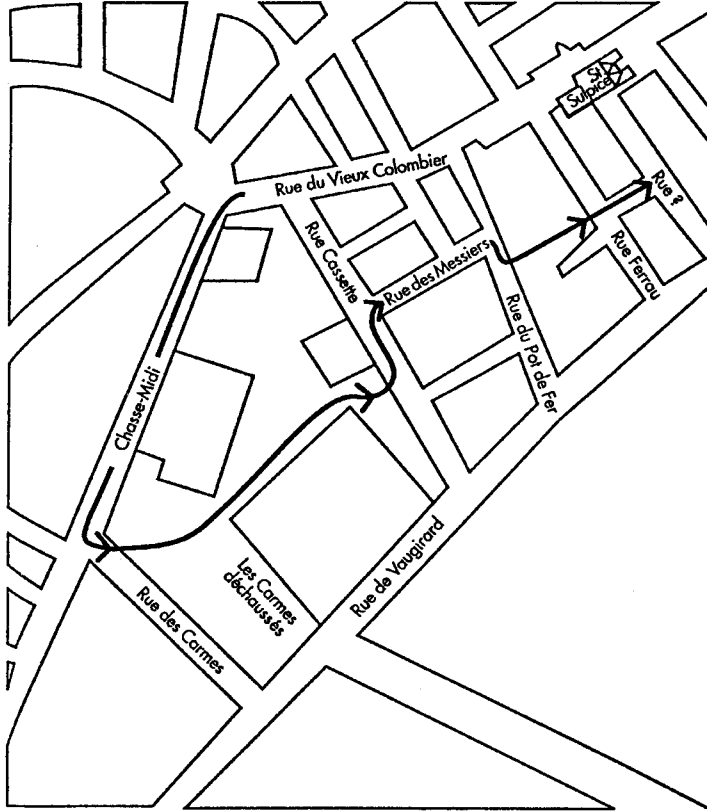 St
Sulpice
Rue du Vieux Colombier
Rue ?
Rue Cassette
Rue des Messiers
Rue Ferrau
Rue du Pot de Fer
Chasse-Midi
Rue de Vaugirard
Les Carmes
déchaussés
Rue des Carmes